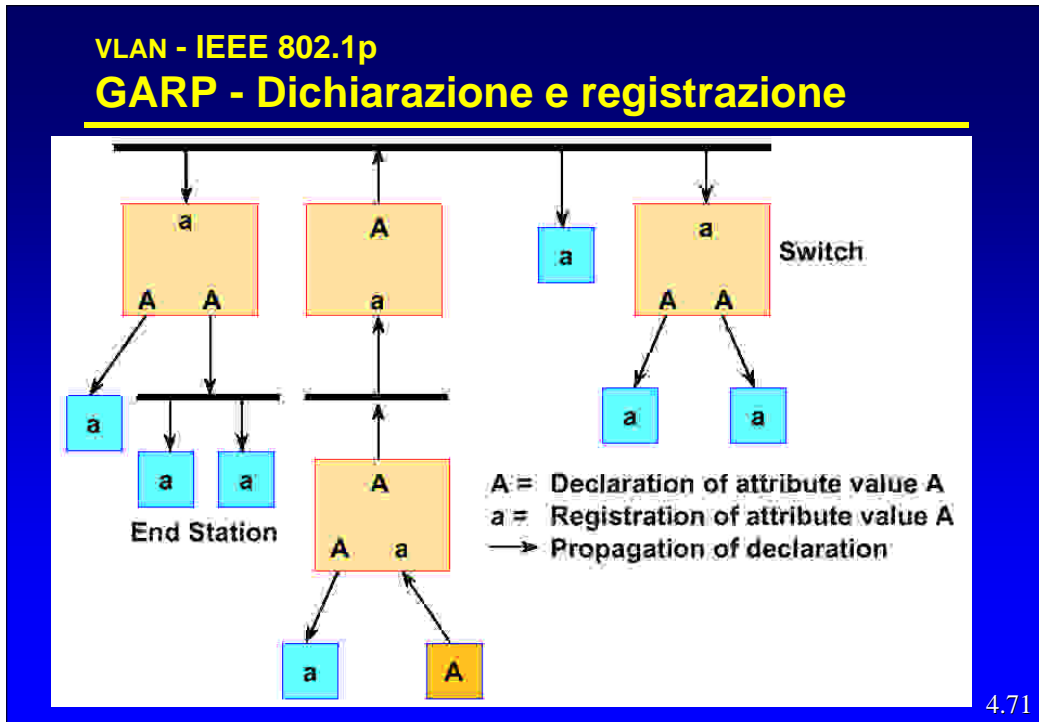 VLAN - IEEE 802.1p
GARP - Dichiarazione e registrazione
a
A
a
a
Switch
A A
a
A A
a
a
a
a
a
A
A = Declaration of attribute value A
a = Registration of attribute value A
Propagation of declaration
End Station
A a
a
A
4.71